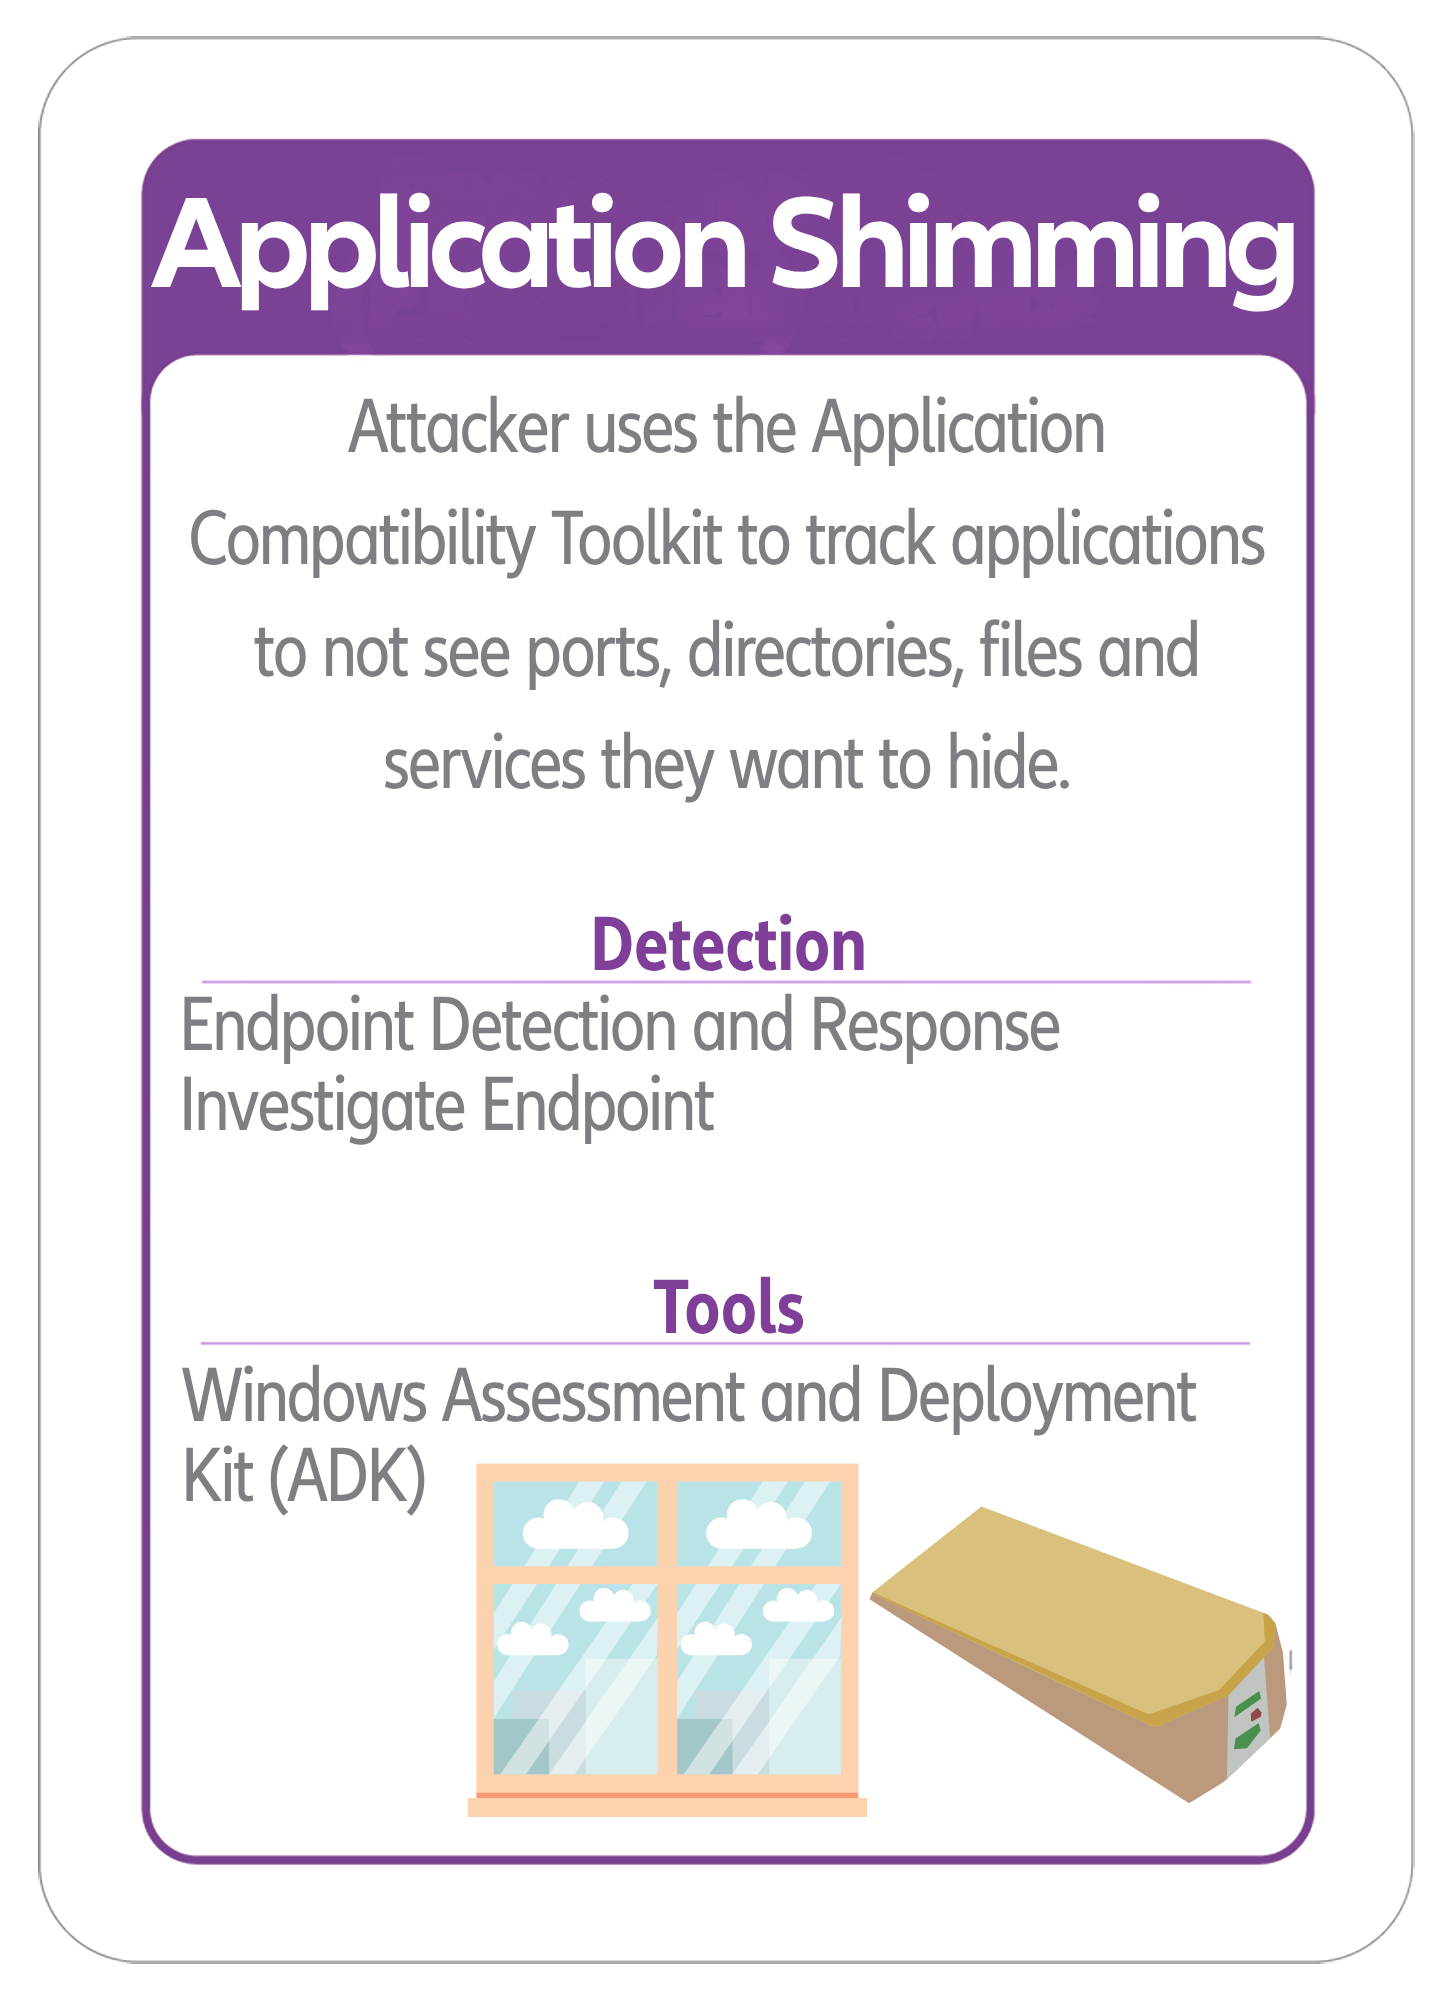 Application Shimming
Attacker uses the Application
Compatibility Toolkit to track applications
to not see ports, directories, files and
services they want to hide.
Detection
Endpoint Detection and Response
Investigate Endpoint
Tools
Windows Assessment and Deployment
Kit (ADK)